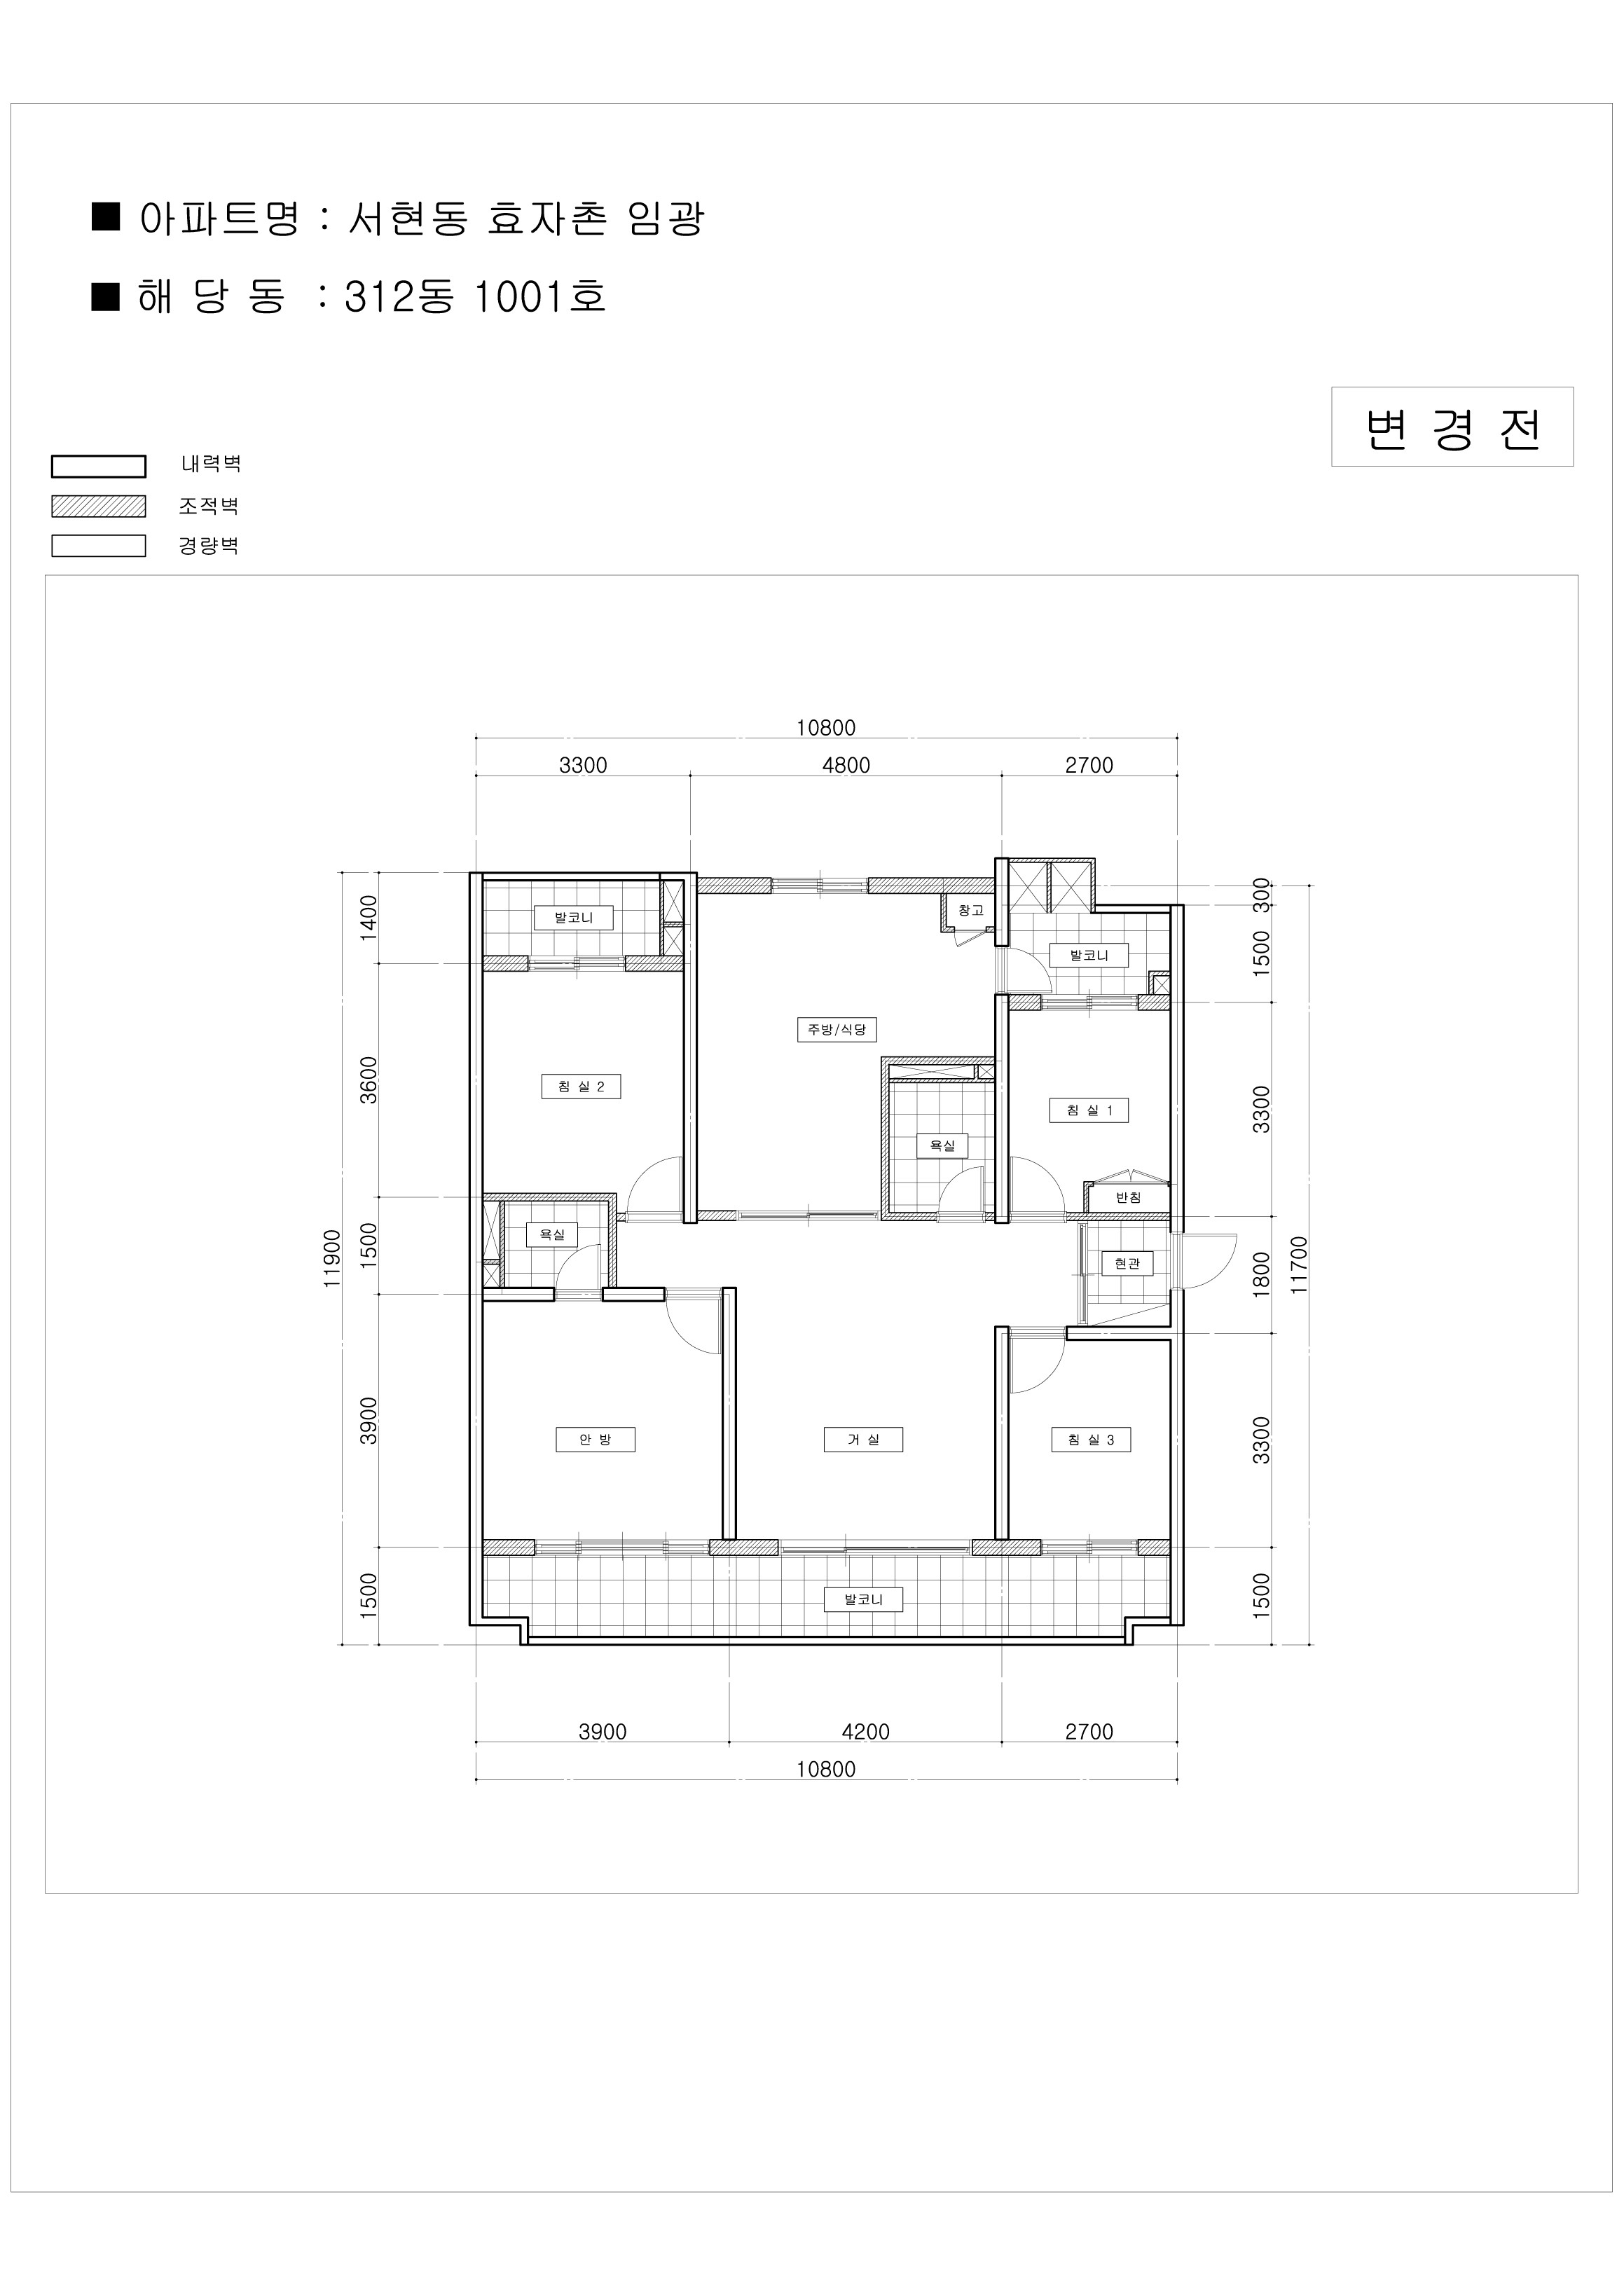 ■ 아파트명 : 서현동 효자촌 임광
■ 해 당 동 : 312동 1001호
변 경 전
내력벽
조적벽
경량벽
10800
3300 4800 2700
1400
3600
1500
3900
1500
11900
300
1500
3300
1800
3300
1500
11700
발코니
창고
발코니
주방/식당
침 실 2
침 실 1
욕실
반침
욕실
현관
안 방
거 실
침 실 3
발코니
3900 4200 2700
10800